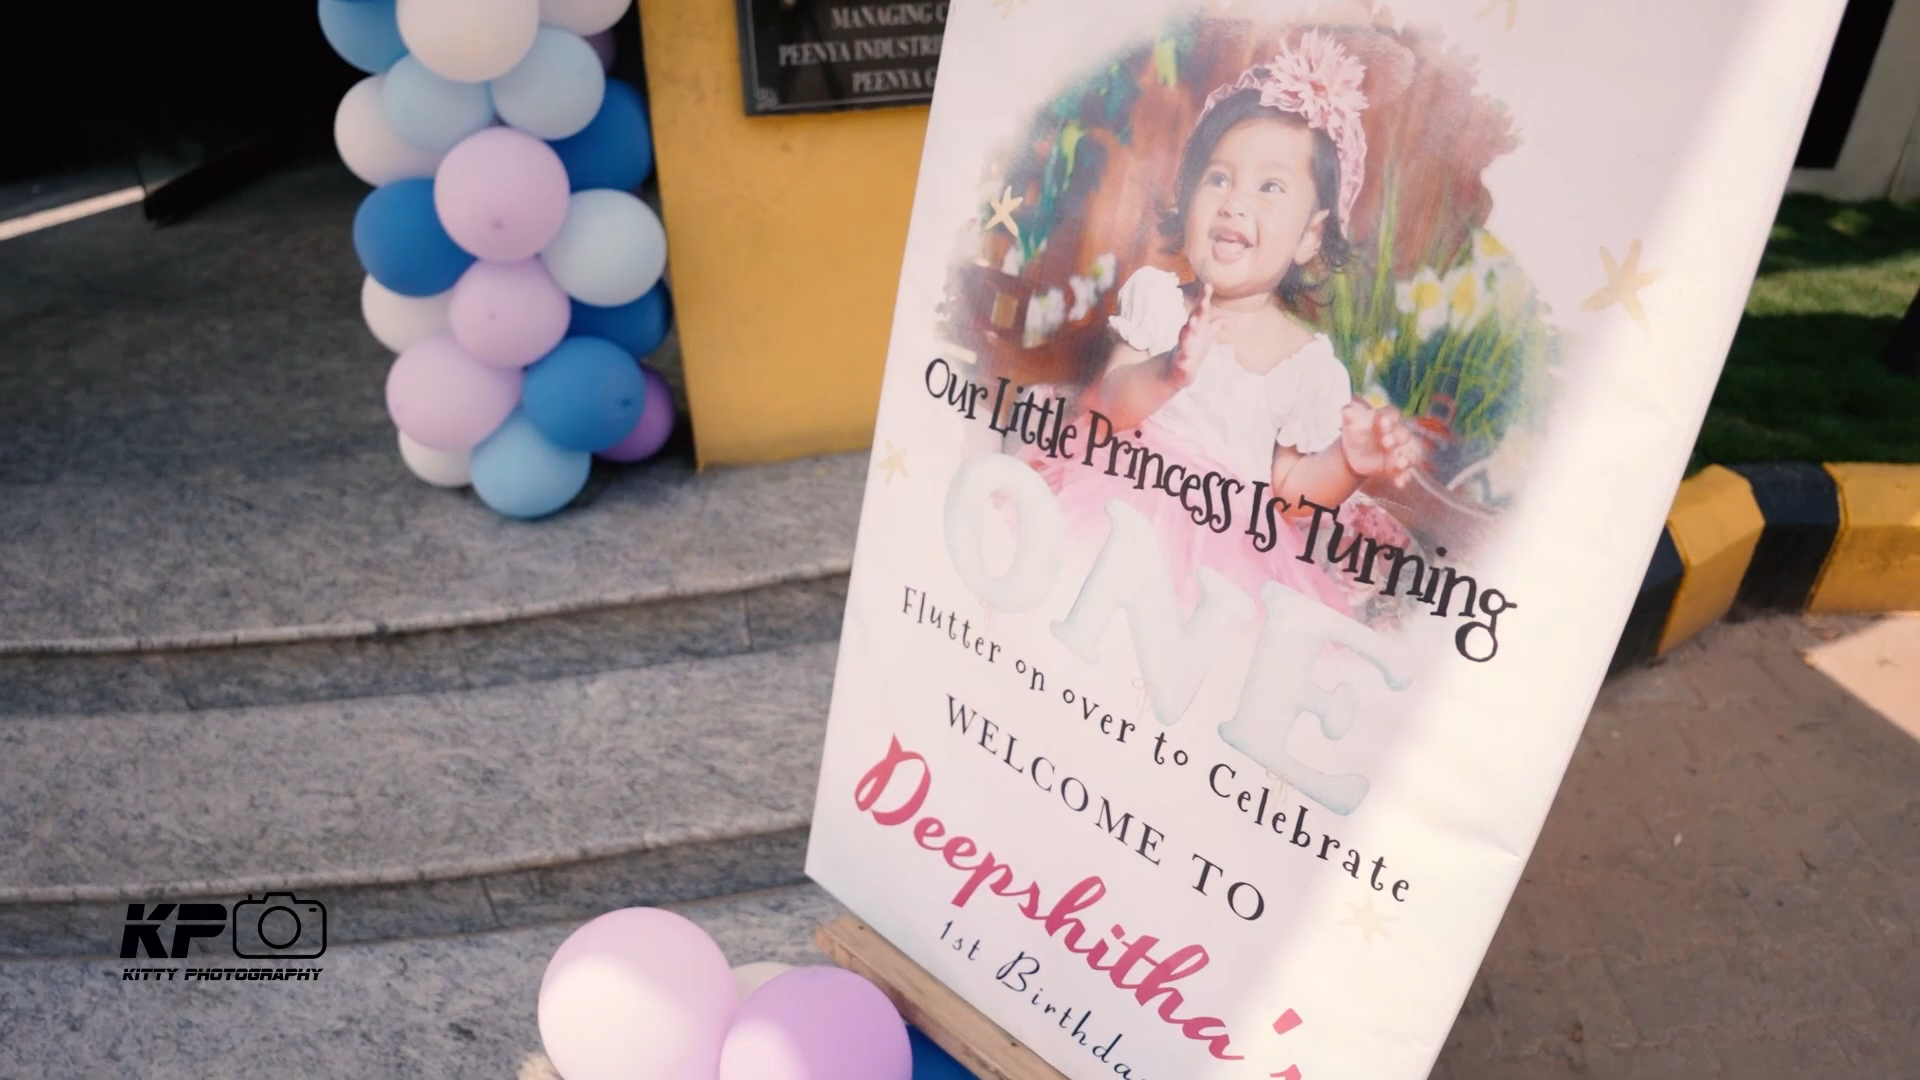 MANAGING
PEENYA INDUSTRI
PEENYA
Our Little Princess Is Turning
ONE
Flutter on over to Celebrate
WELCOME TO
Deepshitha's
1st Birthday
KP
KITTY PHOTOGRAPHY